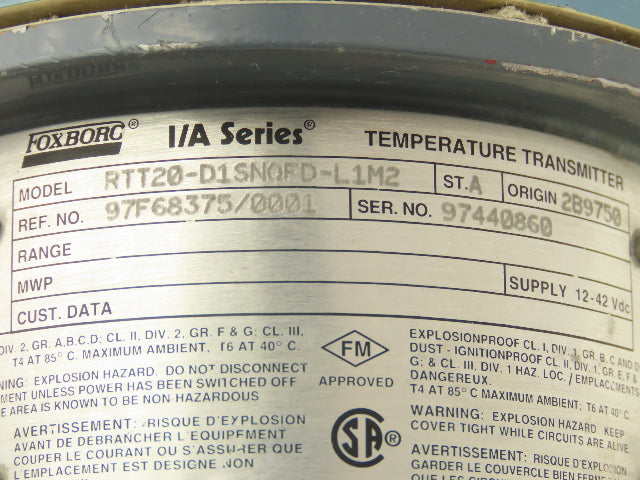 FOXBORO® I/A Series® TEMPERATURE TRANSMITTER
MODEL RTT20-D1SNQFD-L1M2 ST. A ORIGIN 2B9750
REF. NO. 97F68375/0001 SER. NO. 97440860
RANGE
MWP SUPPLY 12-42 Vdc
CUST. DATA
DIV. 2, GR. A,B,C,D; CL. II, DIV. 2, GR. F & G; CL. III,
T4 AT 85° C. MAXIMUM AMBIENT, T6 AT 40° C.
EXPLOSION HAZARD. DO NOT DISCONNECT
UNLESS POWER HAS BEEN SWITCHED OFF
AREA IS KNOWN TO BE NON HAZARDOUS
AVERTISSEMENT: RISQUE D'EXPLOSION
AVANT DE DEBRANCHER L'EQUIPEMENT
COUPER LE COURANT OU S'ASSURER QUE
L'EMPLACEMENT EST DESIGNE NON
FM
APPROVED
SA®
EXPLOSIONPROOF CL. I, DIV. 1, GR. B, C AND D
DUST - IGNITIONPROOF CL. II, DIV. 1, GR. E, F &
G; & CL. III, DIV. 1 HAZ. LOC. / EMPLACEMENTS
DANGEREUX.
T4 AT 85° C MAXIMUM AMBIENT; T6 AT 40° C.
WARNING: EXPLOSION HAZARD. KEEP
COVER TIGHT WHILE CIRCUITS ARE ALIVE.
AVERTISSEMENT: RISQUE D'EXPLOSION
GARDER LE COUVERCLE BIEN FERME
QUE LES CIRCUITS